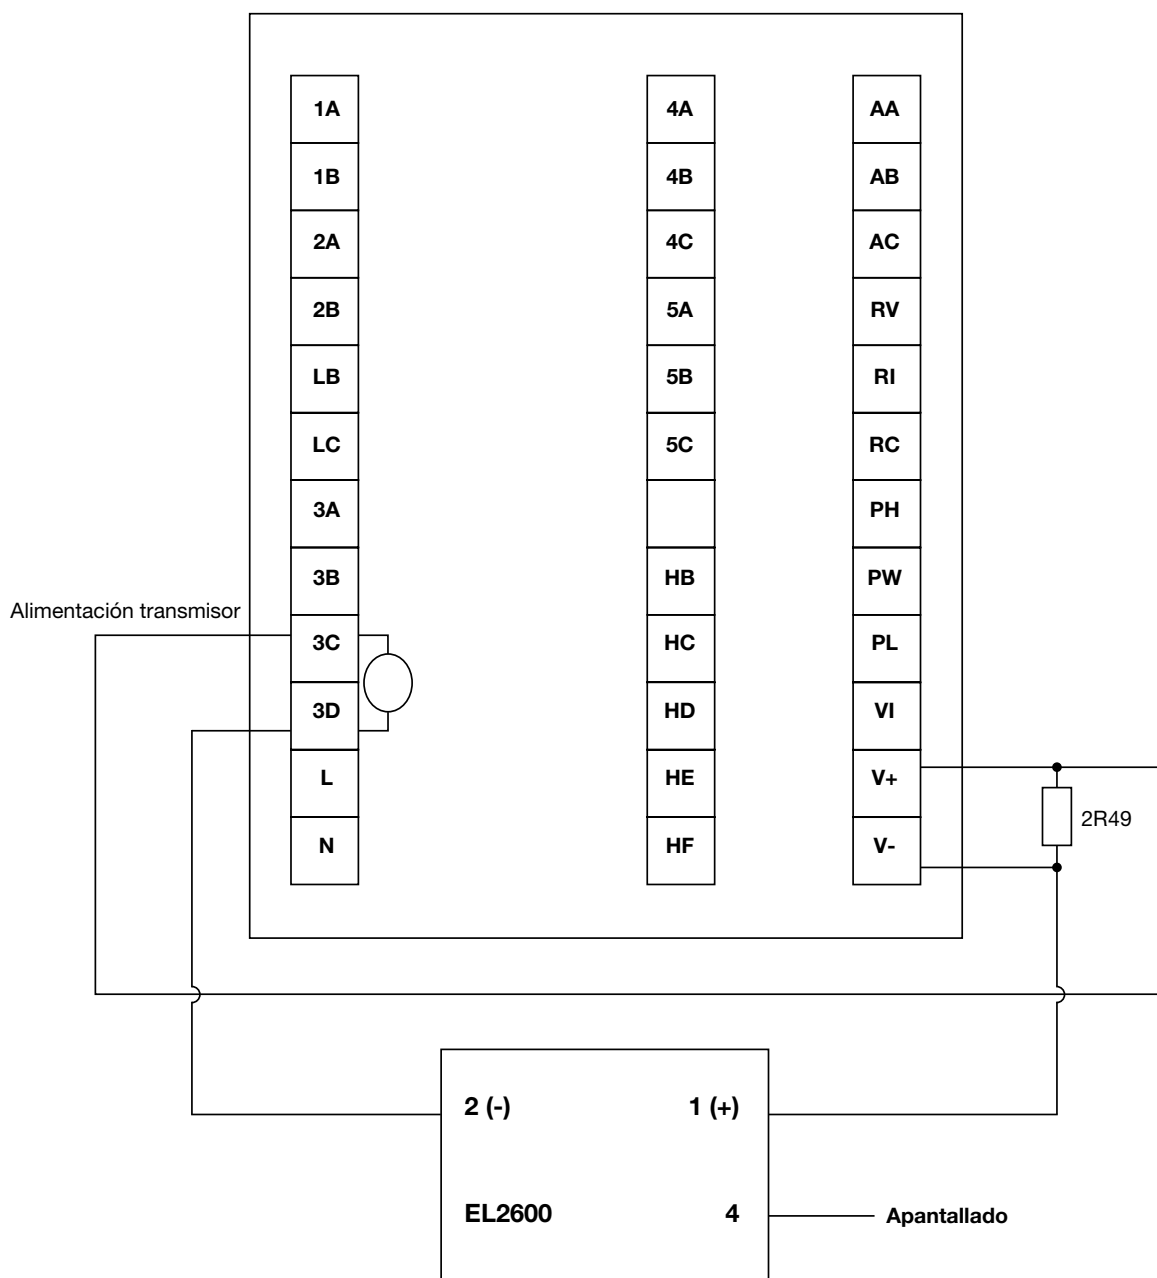 1A
1B
2A
2B
LB
LC
3A
3B
3C
3D
L
N
4A
4B
4C
5A
5B
5C
HB
HC
HD
HE
HF
AA
AB
AC
RV
RI
RC
PH
PW
PL
VI
V+
V-
Alimentación transmisor
2R49
2 (-)
1 (+)
EL2600
4
Apantallado